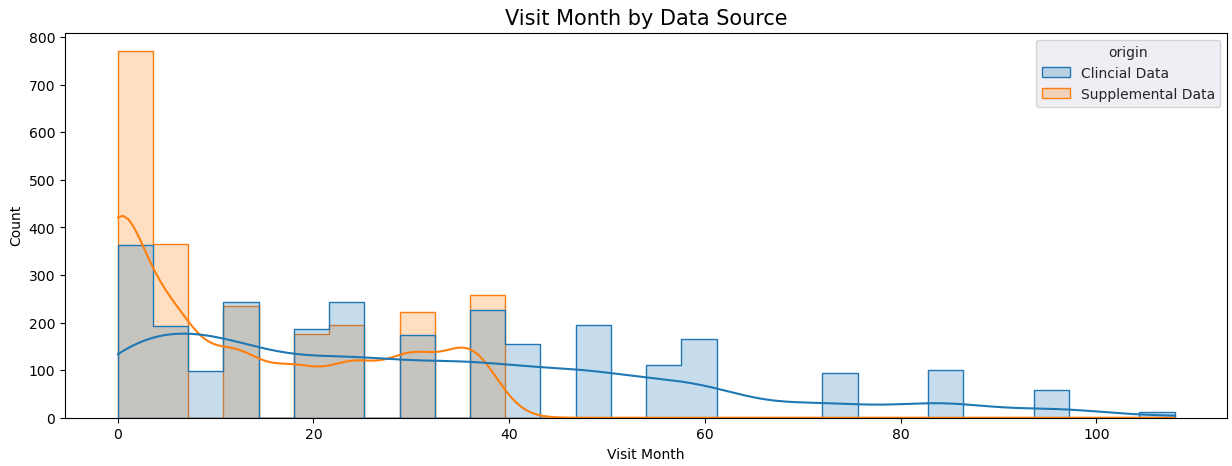 Visit Month by Data Source
origin
Clincial Data
Supplemental Data
Count
800
700
600
500
400
300
200
100
0
0 20 40 60 80 100
Visit Month